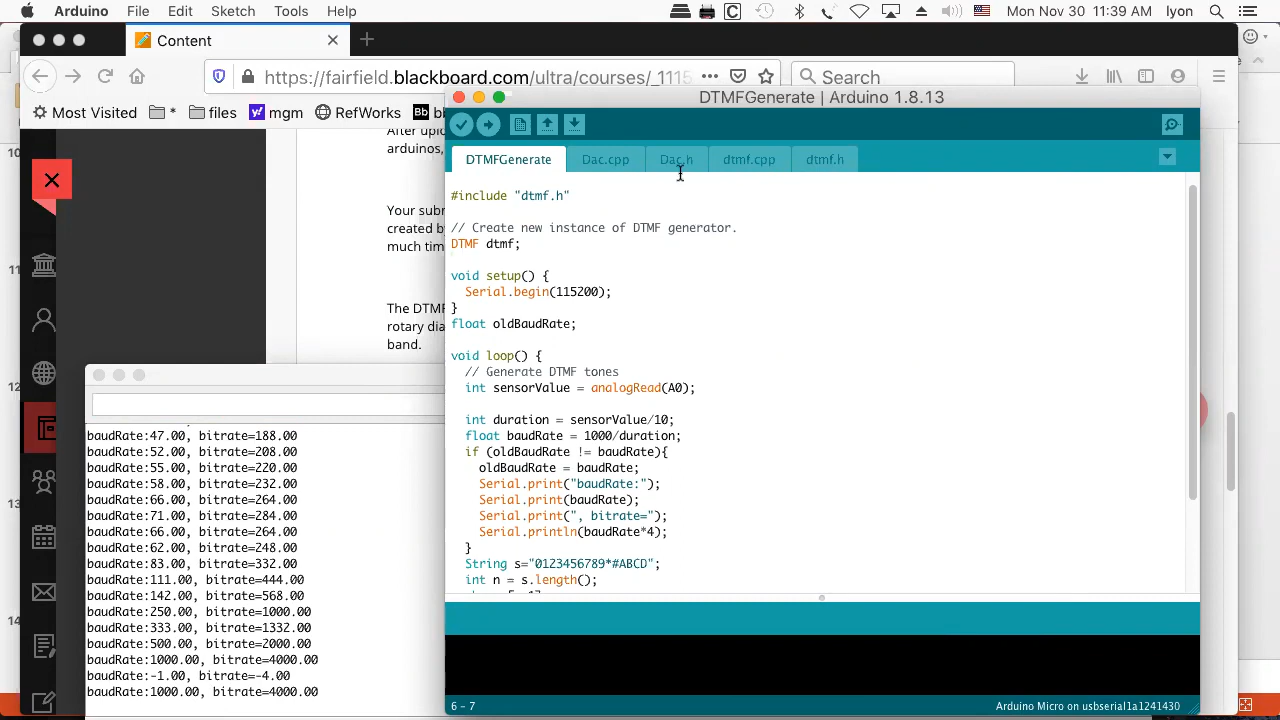 Arduino File Edit Sketch Tools Help Mon Nov 30 11:39 AM lyon
Content
https://fairfield.blackboard.com/ultra/courses/_1115 Search
Most Visited * files mgm RefWorks Bb
DTMFGenerate | Arduino 1.8.13
After
arduinos,
Your
created by
much
The DTMF
rotary
band.
DTMFGenerate Dac.cpp Dac.h dtmf.cpp dtmf.h
#include "dtmf.h"
// Create new instance of DTMF generator.
DTMF dtmf;
void setup() {
Serial.begin(115200);
}
float oldBaudRate;
void loop() {
// Generate DTMF tones
int sensorValue = analogRead(A0);
int duration = sensorValue/10;
float baudRate = 1000/duration;
if (oldBaudRate != baudRate){
oldBaudRate = baudRate;
Serial.print("baudRate:");
Serial.print(baudRate);
Serial.print(", bitrate=");
Serial.println(baudRate*4);
}
String s="0123456789*#ABCD";
int n = s.length();
baudRate:47.00, bitrate=188.00
baudRate:52.00, bitrate=208.00
baudRate:55.00, bitrate=220.00
baudRate:58.00, bitrate=232.00
baudRate:66.00, bitrate=264.00
baudRate:71.00, bitrate=284.00
baudRate:66.00, bitrate=264.00
baudRate:62.00, bitrate=248.00
baudRate:83.00, bitrate=332.00
baudRate:111.00, bitrate=444.00
baudRate:142.00, bitrate=568.00
baudRate:250.00, bitrate=1000.00
baudRate:333.00, bitrate=1332.00
baudRate:500.00, bitrate=2000.00
baudRate:1000.00, bitrate=4000.00
baudRate:-1.00, bitrate=-4.00
baudRate:1000.00, bitrate=4000.00
6 - 7 Arduino Micro on usbserial1a1241430